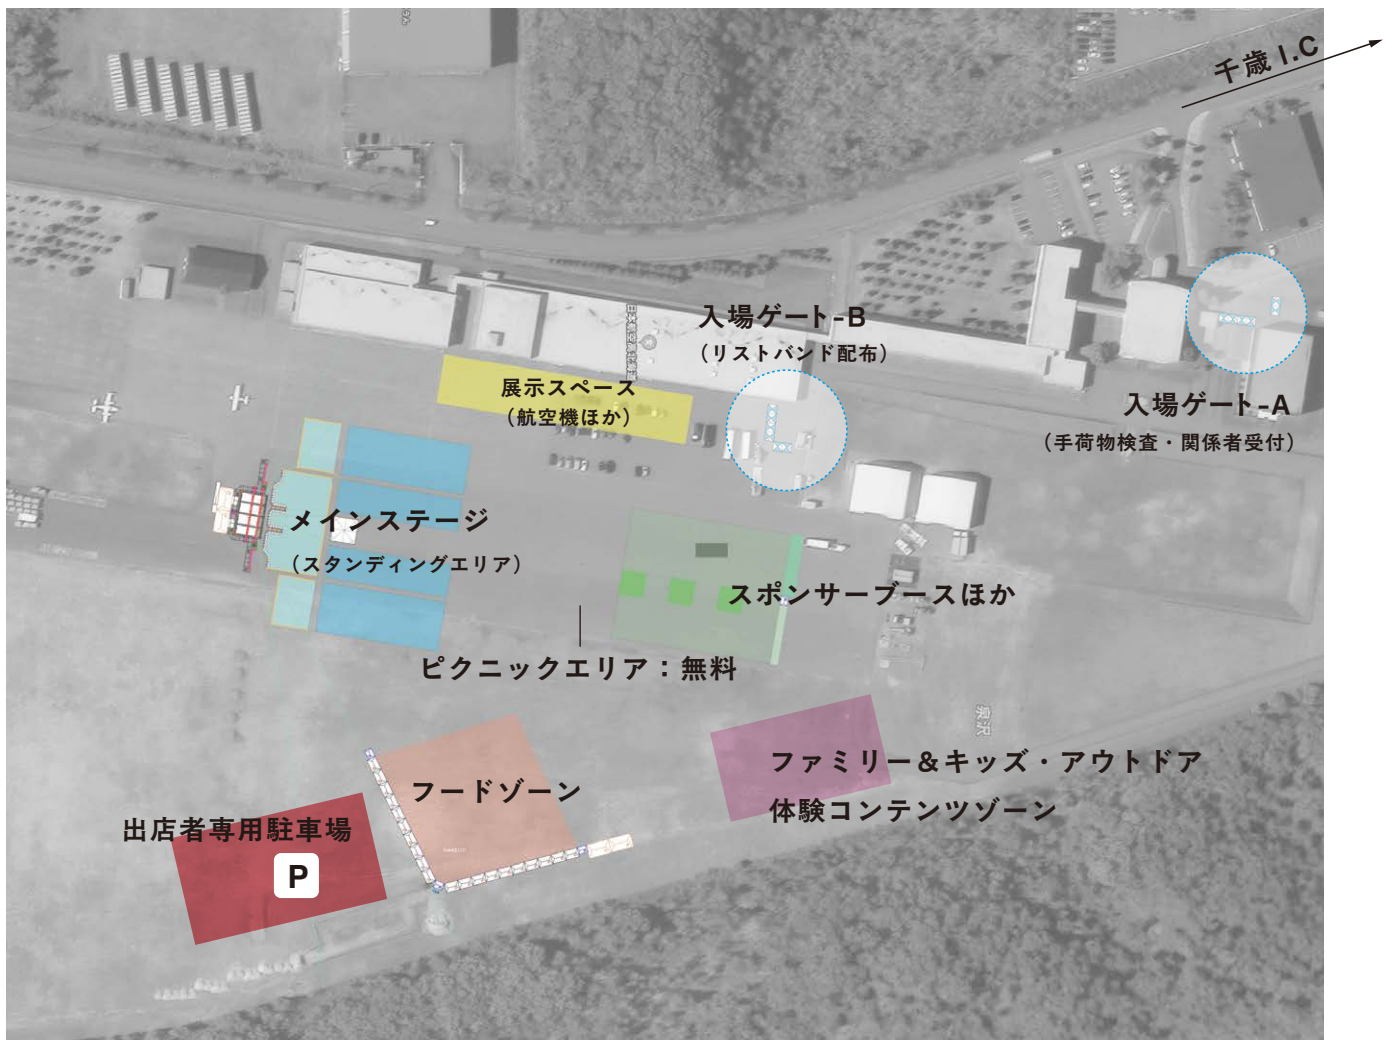 千歳 I.C
入場ゲート-B
（リストバンド配布）
展示スペース
（航空機ほか）
入場ゲート-A
（手荷物検査・関係者受付）
メインステージ
（スタンディングエリア）
スポンサーブースほか
ピクニックエリア：無料
泉沢
ファミリー＆キッズ・アウトドア
体験コンテンツゾーン
フードゾーン
出店者専用駐車場
P